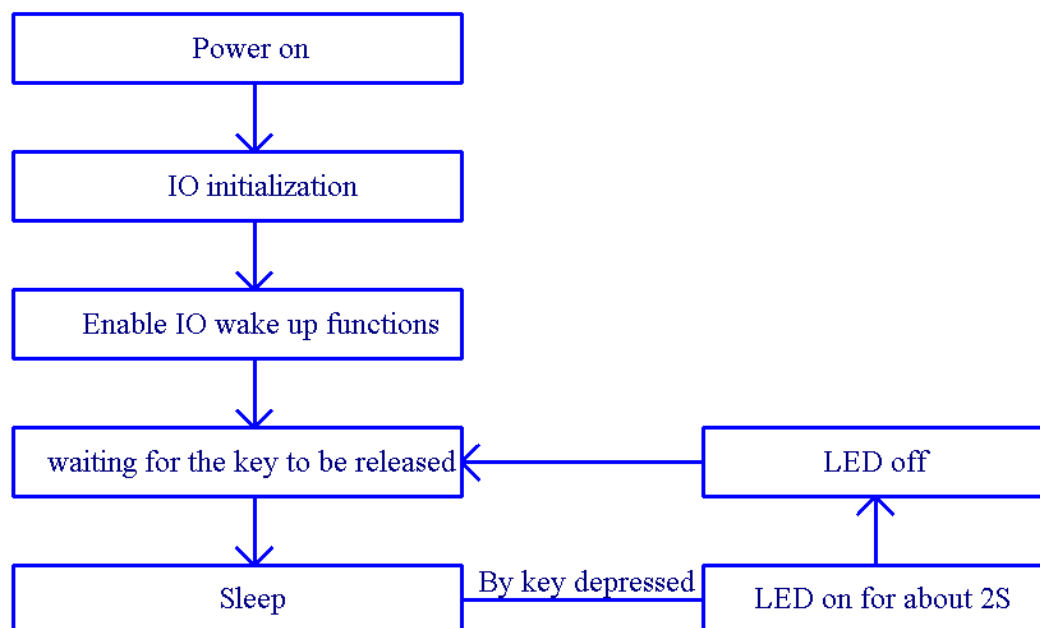 Power on
IO initialization
Enable IO wake up functions
waiting for the key to be released
LED off
Sleep
By key depressed
LED on for about 2S